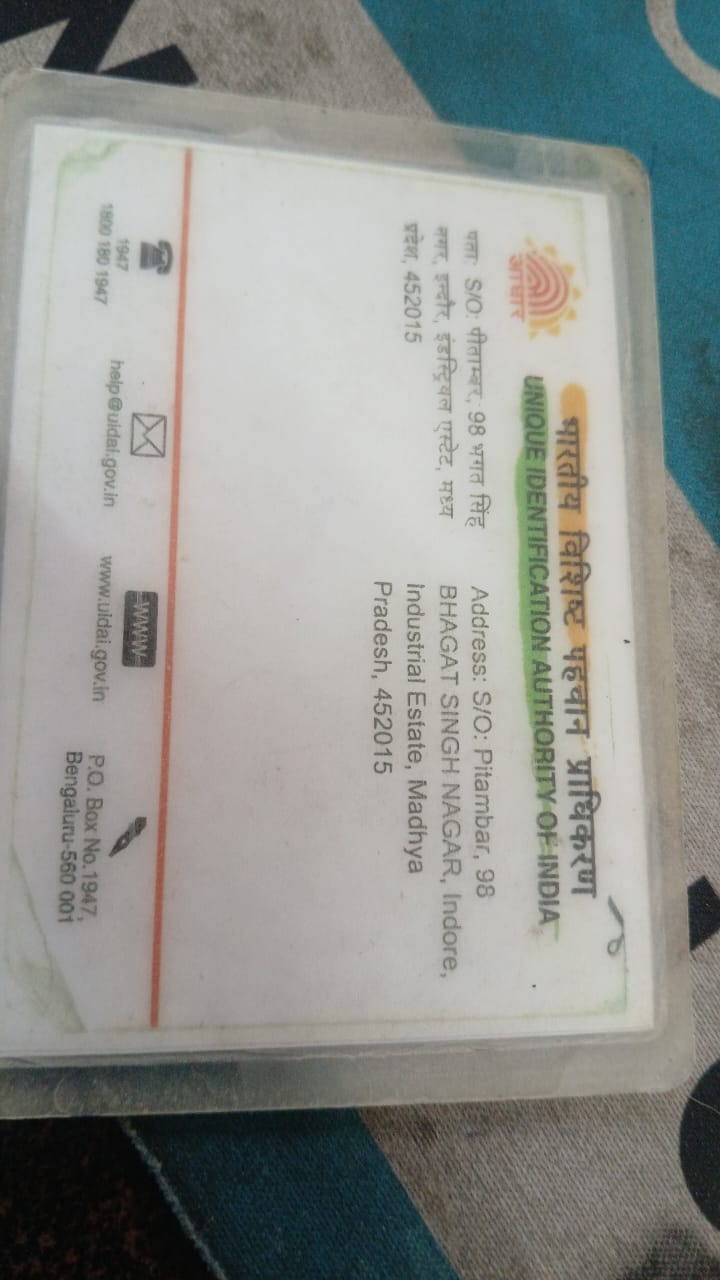 भारतीय विशिष्ट पहचान प्राधिकरण
UNIQUE IDENTIFICATION AUTHORITY OF INDIA
आधार
पता: S/O: पीताम्बर, 98 भगत सिंह
नगर, इन्दौर, इंडस्ट्रियल एस्टेट, मध्य
प्रदेश, 452015
Address: S/O: Pitambar, 98
BHAGAT SINGH NAGAR, Indore,
Industrial Estate, Madhya
Pradesh, 452015
1947
1800 180 1947
help@uidai.gov.in
WWW
www.uidai.gov.in
P.O. Box No.1947,
Bengaluru-560 001